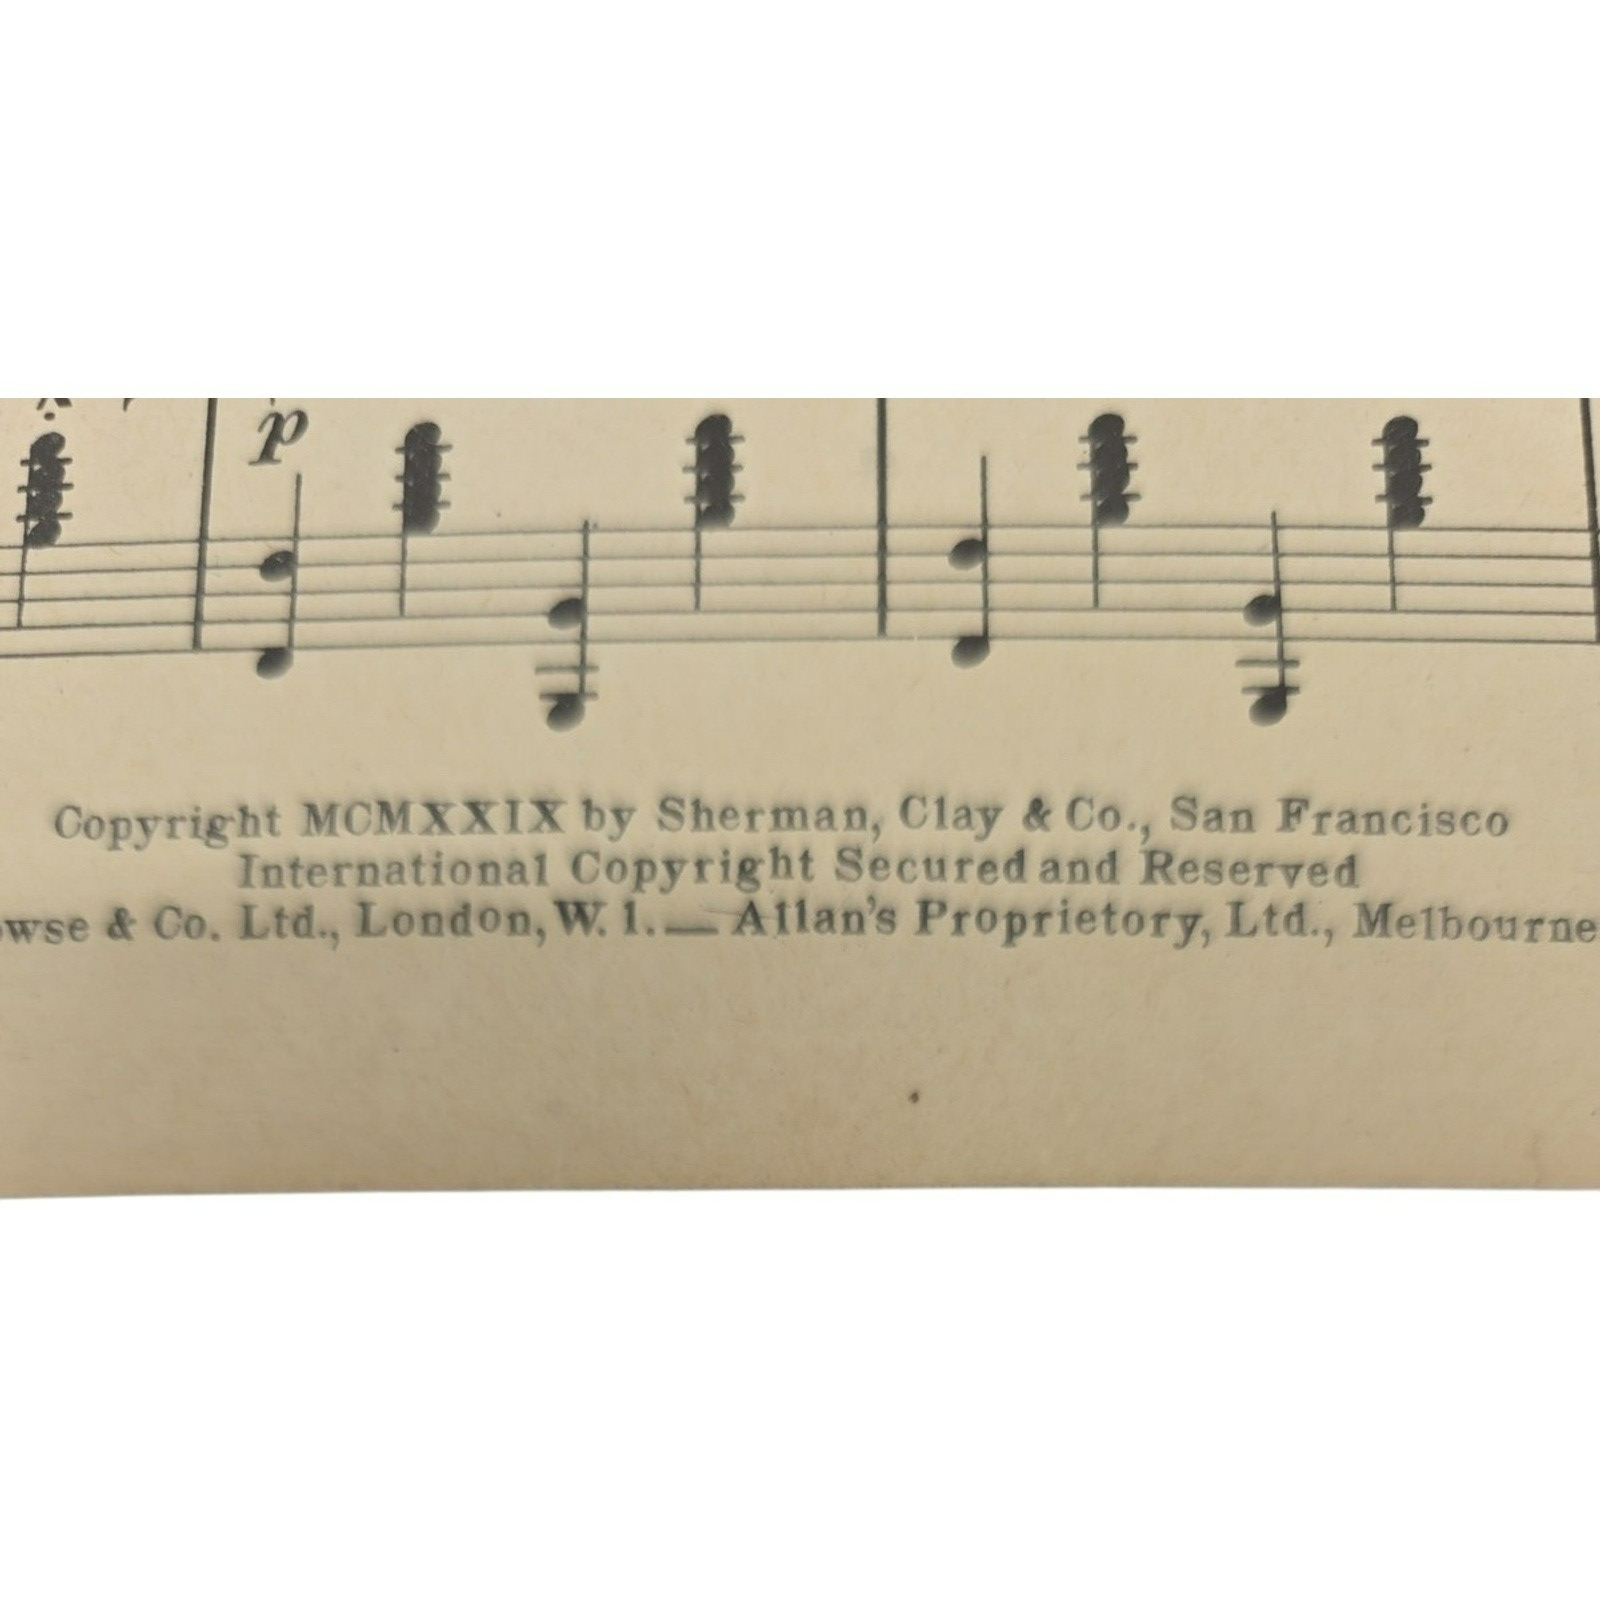 p
Copyright MCMXXIX by Sherman, Clay & Co., San Francisco
International Copyright Secured and Reserved
owse & Co. Ltd., London, W. 1. — Allan's Proprietory, Ltd., Melbourne